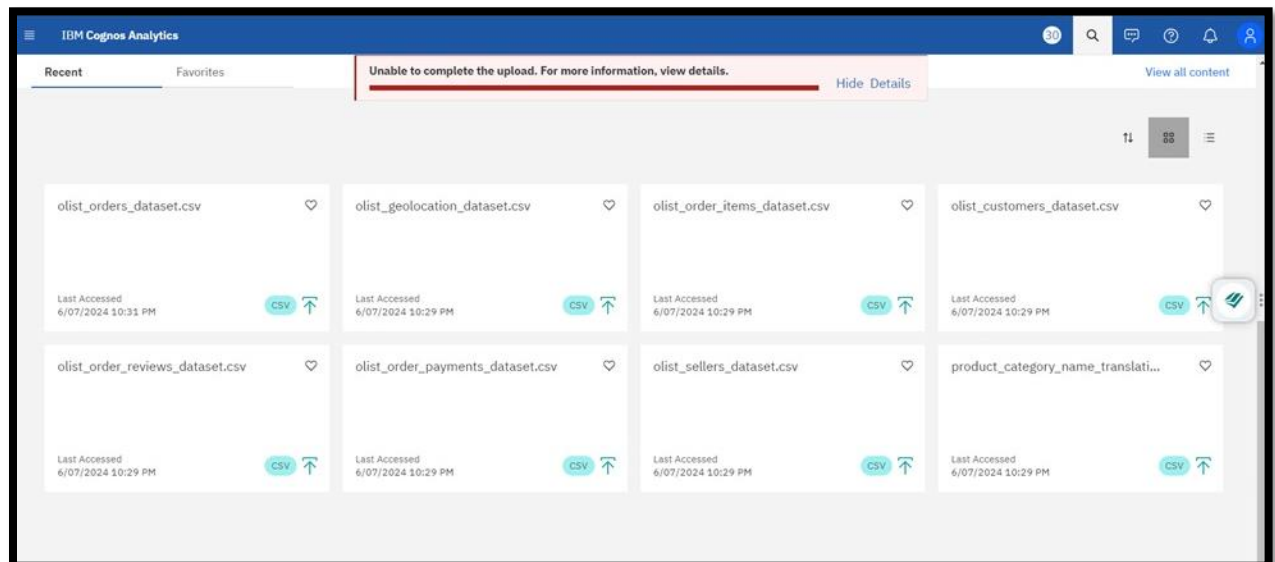 IBM Cognos Analytics
30
Recent
Favorites
Unable to complete the upload. For more information, view details.
Hide Details
View all content
olist_orders_dataset.csv
olist_geolocation_dataset.csv
olist_order_items_dataset.csv
olist_customers_dataset.csv
Last Accessed
6/07/2024 10:31 PM
CSV
Last Accessed
6/07/2024 10:29 PM
CSV
Last Accessed
6/07/2024 10:29 PM
CSV
Last Accessed
6/07/2024 10:29 PM
CSV
olist_order_reviews_dataset.csv
olist_order_payments_dataset.csv
olist_sellers_dataset.csv
product_category_name_translati...
Last Accessed
6/07/2024 10:29 PM
CSV
Last Accessed
6/07/2024 10:29 PM
CSV
Last Accessed
6/07/2024 10:29 PM
CSV
Last Accessed
6/07/2024 10:29 PM
CSV